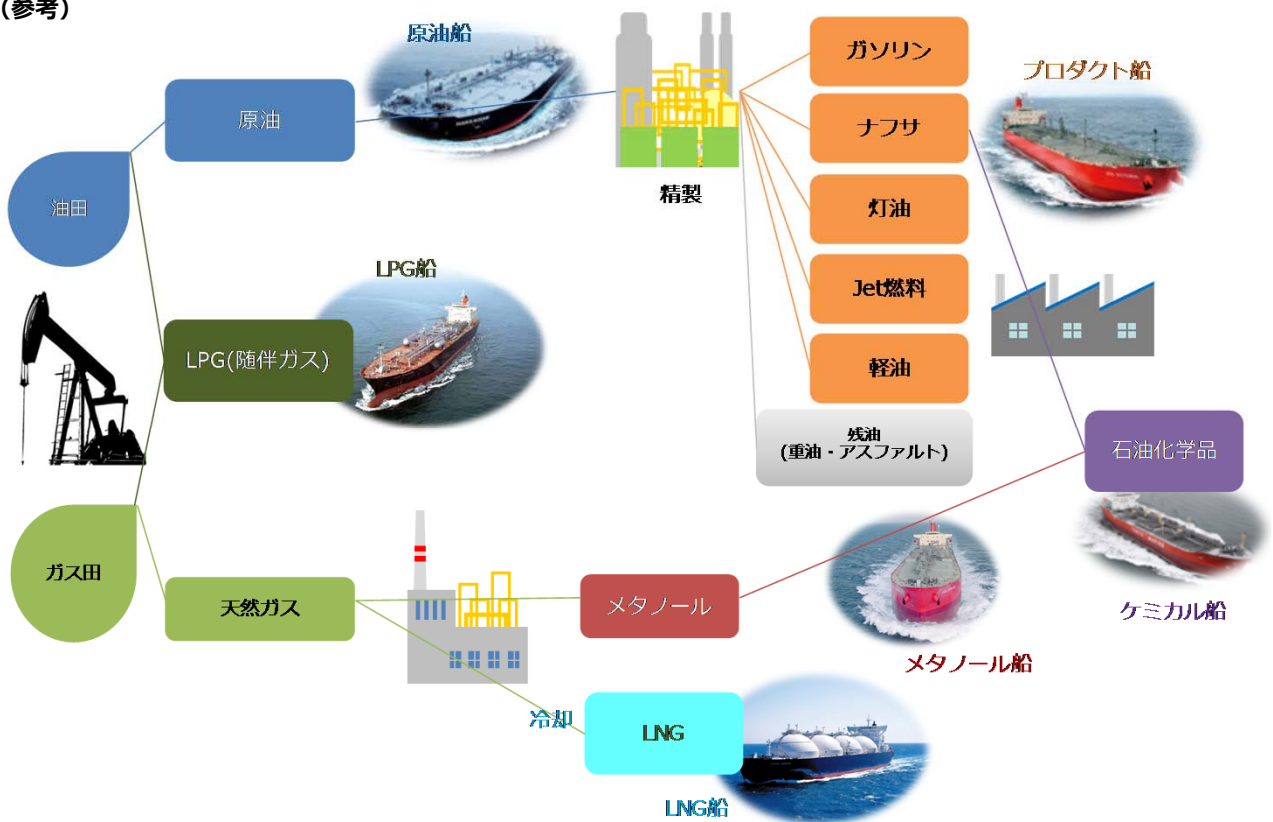 (参考)
原油船
原油
油田
精製
ガソリン
ナフサ
灯油
Jet燃料
軽油
残油
(重油・アスファルト)
プロダクト船
LPG船
LPG(随伴ガス)
石油化学品
ケミカル船
ガス田
天然ガス
メタノール
メタノール船
冷却
LNG
LNG船